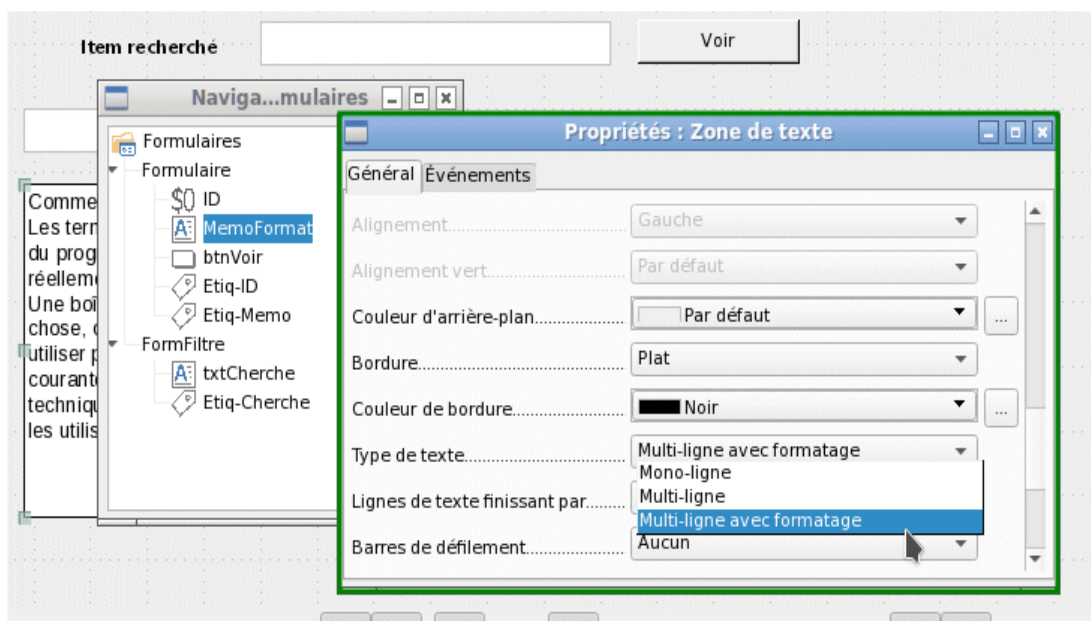 Item recherché
Voir
Naviga...mulaires
Formulaires
Formulaire
ID
MemoFormat
btnVoir
Etiq-ID
Etiq-Memo
FormFiltre
txtCherche
Etiq-Cherche
Comme
Les tern
du prog
réelleme
Une boî
chose, c
utiliser p
courante
techniqu
les utilis
Propriétés : Zone de texte
Général Événements
Alignement Gauche
Alignement vert. Par défaut
Couleur d'arrière-plan Par défaut ...
Bordure Plat
Couleur de bordure Noir ...
Type de texte Multi-ligne avec formatage
Mono-ligne
Multi-ligne
Multi-ligne avec formatage
Lignes de texte finissant par
Barres de défilement Aucun